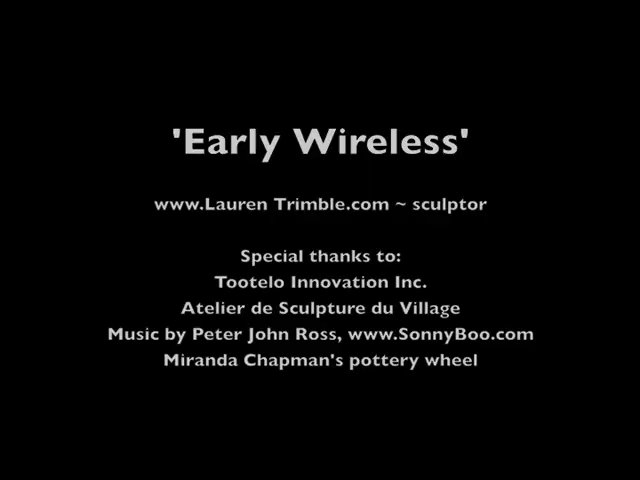 'Early Wireless'
www.Lauren Trimble.com ~ sculptor
Special thanks to:
Tootelo Innovation Inc.
Atelier de Sculpture du Village
Music by Peter John Ross, www.SonnyBoo.com
Miranda Chapman's pottery wheel